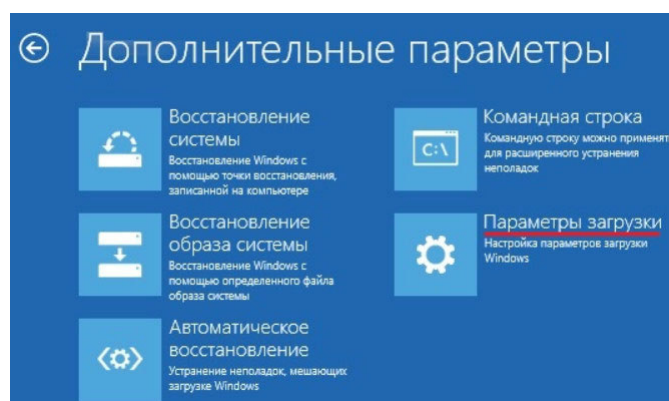 Дополнительные параметры
Восстановление
системы
Восстановление Windows с
помощью точки восстановления,
записанной на компьютере
Восстановление
образа системы
Восстановление Windows с
помощью определенного файла
образа системы
Автоматическое
восстановление
Устранение неполадок, мешающих
загрузке Windows
C:\
Командная строка
Командную строку можно применят
для расширенного устранения
неполадок
Параметры загрузки
Настройка параметров загрузки
Windows